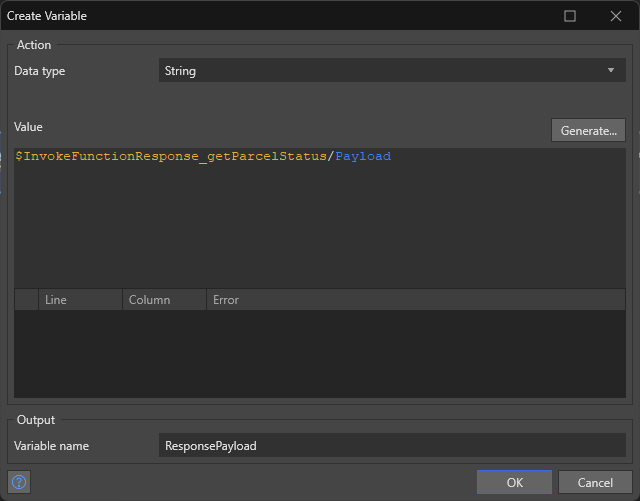 Create Variable
Action
Data type
String
Value
Generate...
$InvokeFunctionResponse_getParcelStatus/Payload
Line Column Error
Output
Variable name
ResponsePayload
? OK Cancel